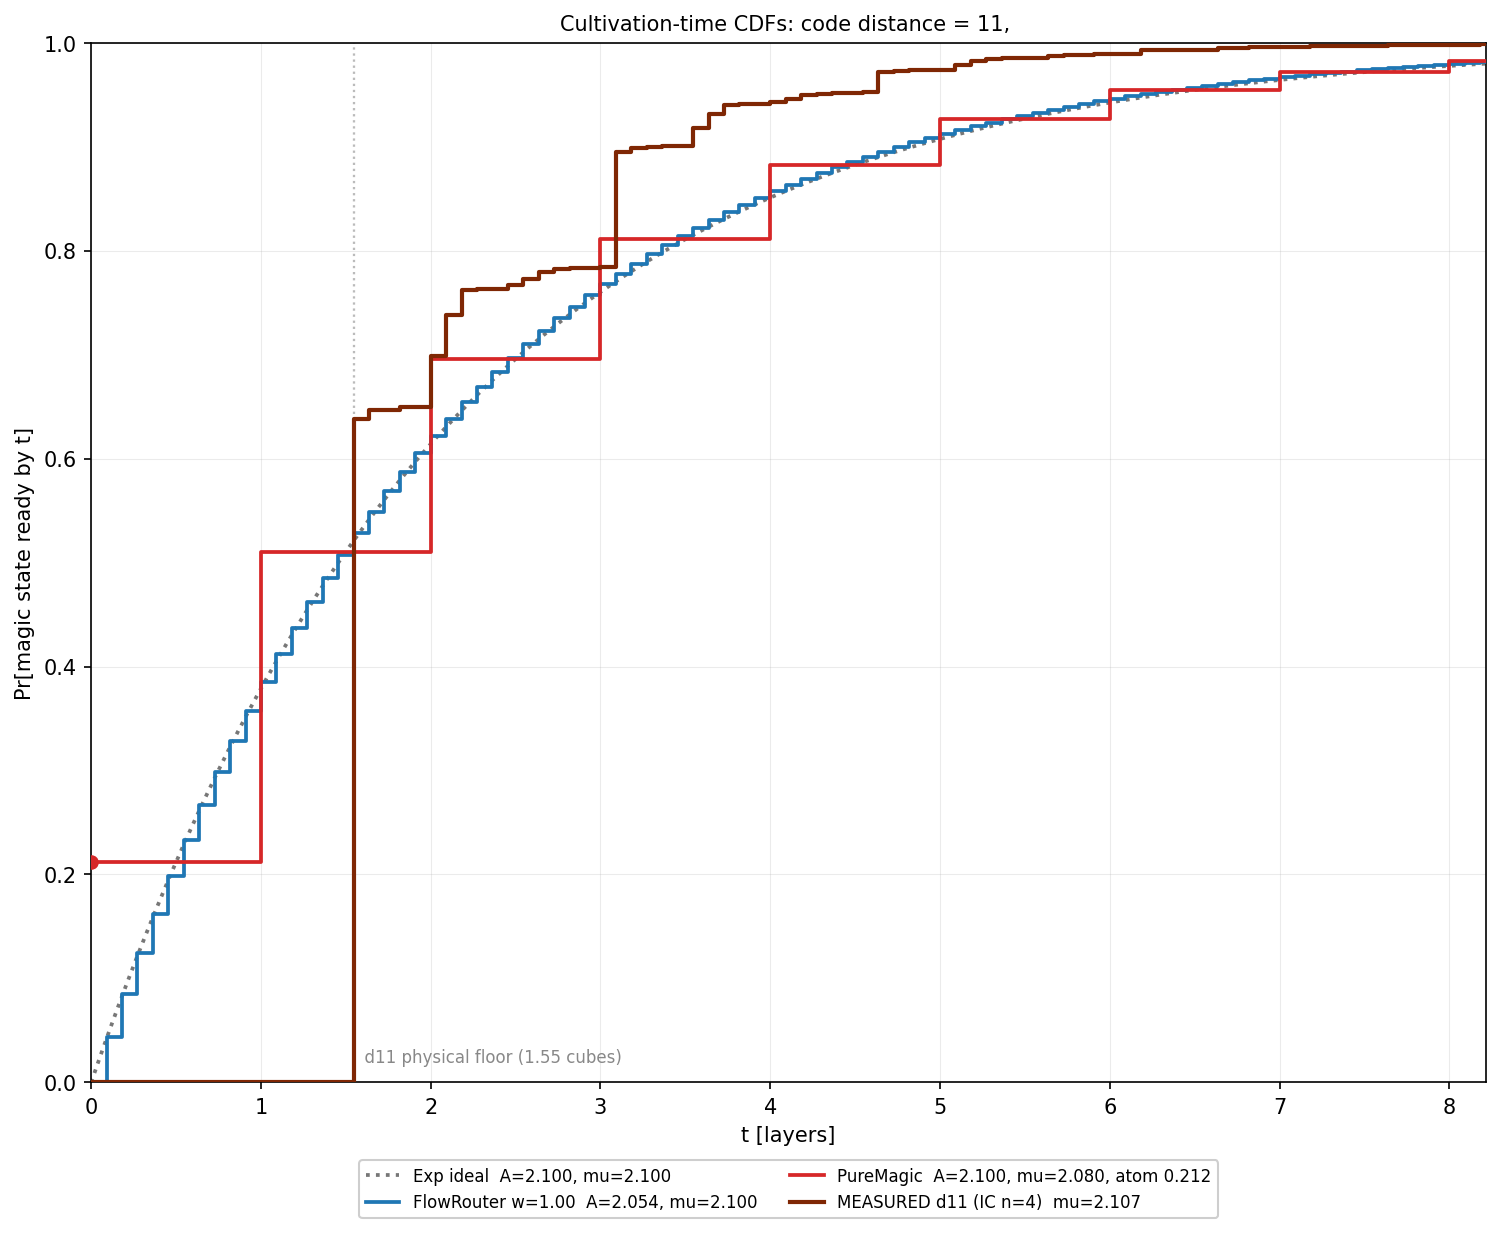 Cultivation-time CDFs: code distance = 11,
1.0
0.8
0.6
0.4
0.2
0.0
Pr[magic state ready by t]
d11 physical floor (1.55 cubes)
0 1 2 3 4 5 6 7 8
t [layers]
Exp ideal A=2.100, mu=2.100
FlowRouter w=1.00 A=2.054, mu=2.100
PureMagic A=2.100, mu=2.080, atom 0.212
MEASURED d11 (IC n=4) mu=2.107